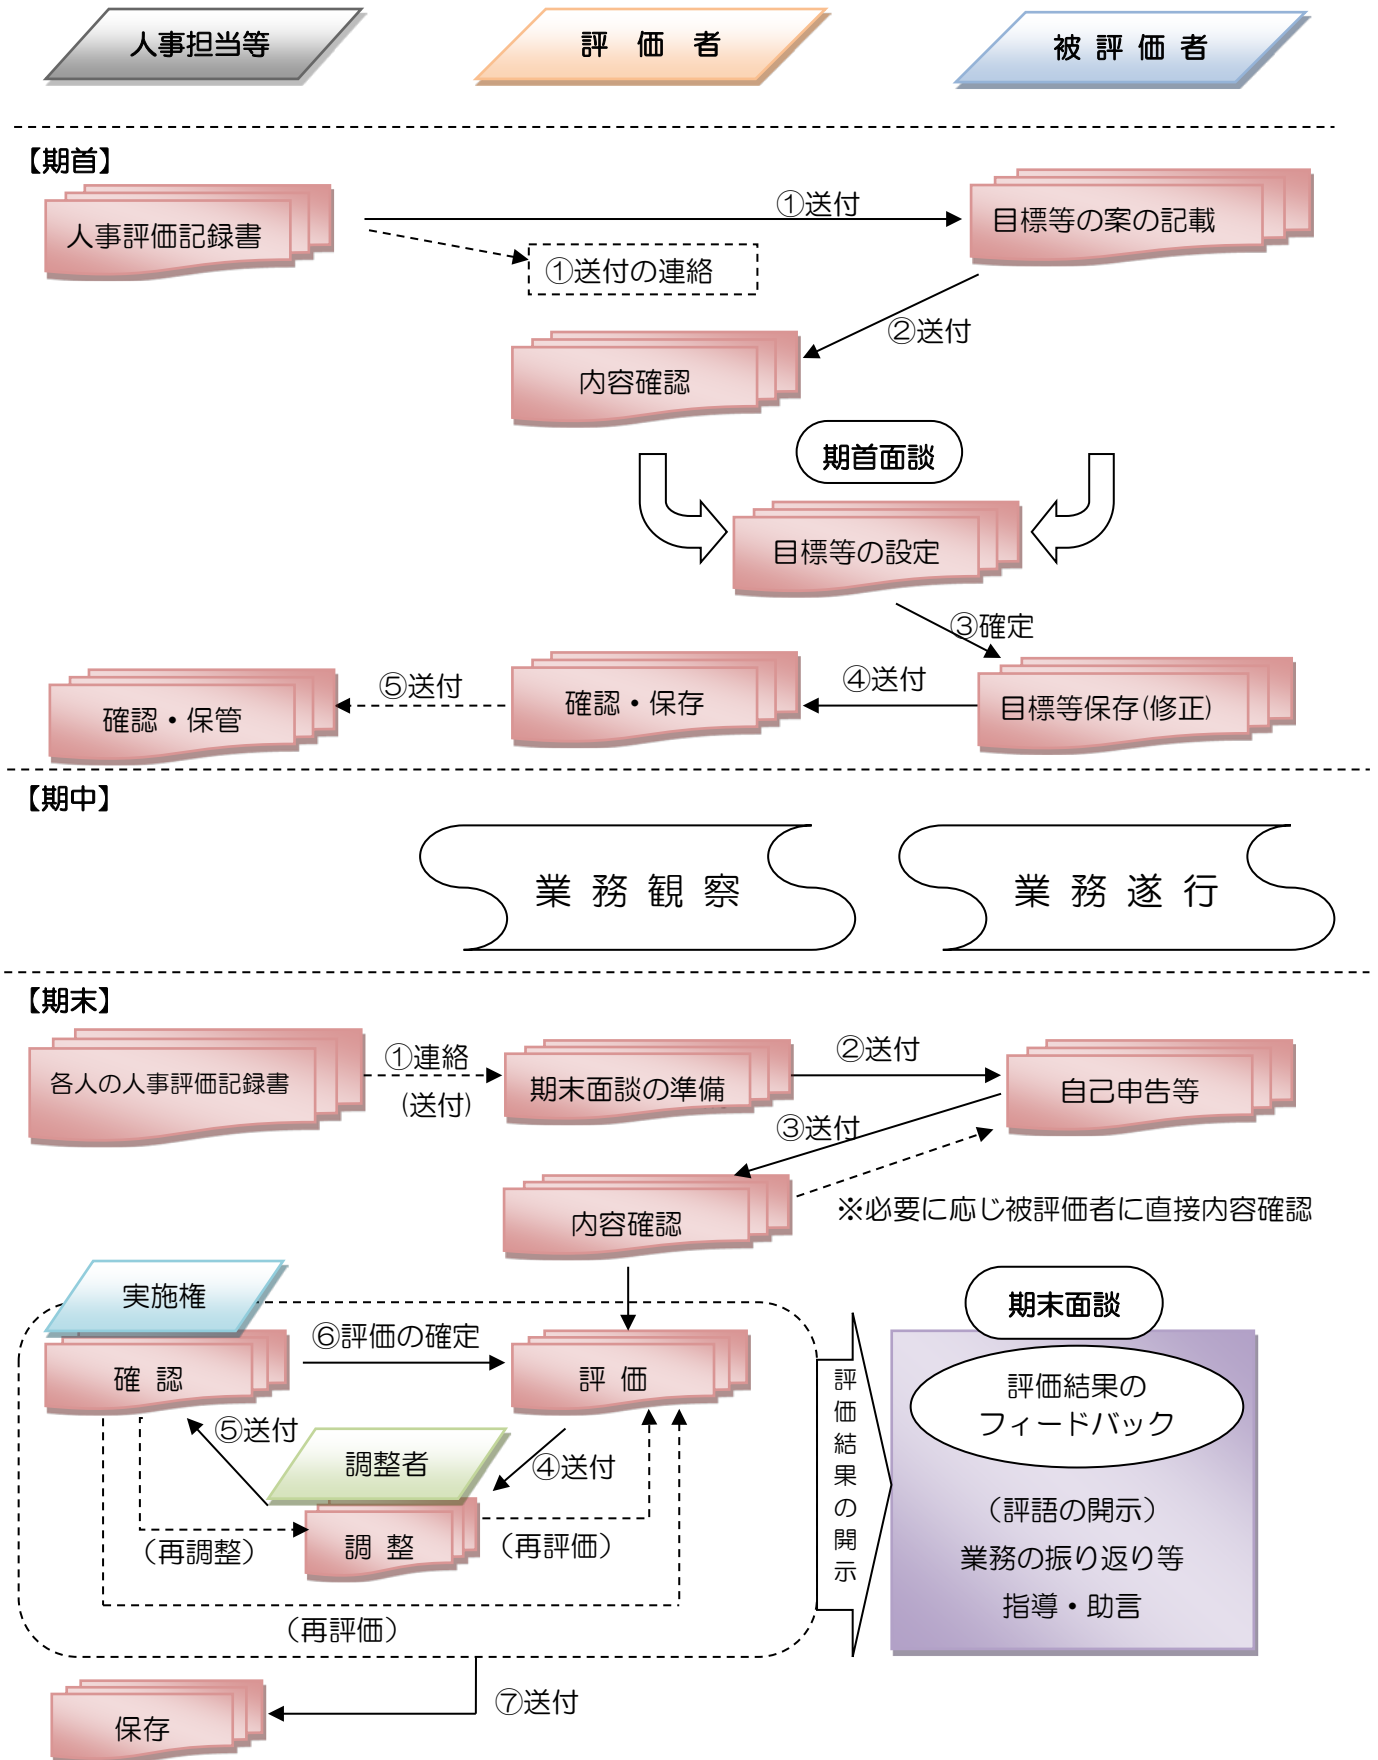 人事担当等
評 価 者
被 評 価 者
【期首】
人事評価記録書
①送付
目標等の案の記載
①送付の連絡
②送付
内容確認
期首面談
目標等の設定
③確定
目標等保存(修正)
④送付
確認・保存
⑤送付
確認・保管
【期中】
業 務 観 察
業 務 遂 行
【期末】
各人の人事評価記録書
①連絡
(送付)
期末面談の準備
②送付
自己申告等
③送付
内容確認
※必要に応じ被評価者に直接内容確認
実施権
確 認
⑥評価の確定
評 価
⑤送付
調整者
④送付
調 整
（再調整）
（再評価）
（再評価）
評価結果の開示
期末面談
評価結果の
フィードバック
（評語の開示）
業務の振り返り等
指導・助言
⑦送付
保存